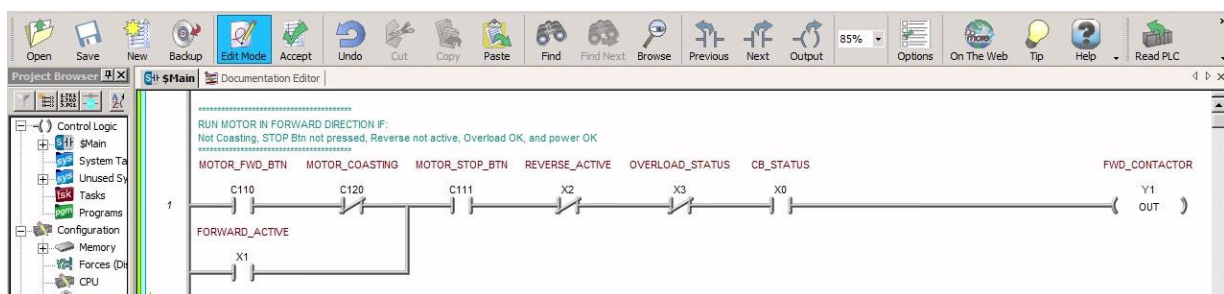 Open Save New Backup Edit Mode Accept Undo Cut Copy Paste Find Find Next Browse Previous Next Output 85% Options On The Web Tip Help Read PLC
Project Browser $Main Documentation Editor
Control Logic
$Main
System Ta
Unused Sy
Tasks
Programs
Configuration
Memory
Forces (Dis
CPU
****************************************
RUN MOTOR IN FORWARD DIRECTION IF:
Not Coasting, STOP Btn not pressed, Reverse not active, Overload OK, and power OK
****************************************
MOTOR_FWD_BTN MOTOR_COASTING MOTOR_STOP_BTN REVERSE_ACTIVE OVERLOAD_STATUS CB_STATUS FWD_CONTACTOR
C110 C120 C111 X2 X3 X0 Y1
1 OUT
FORWARD_ACTIVE
X1